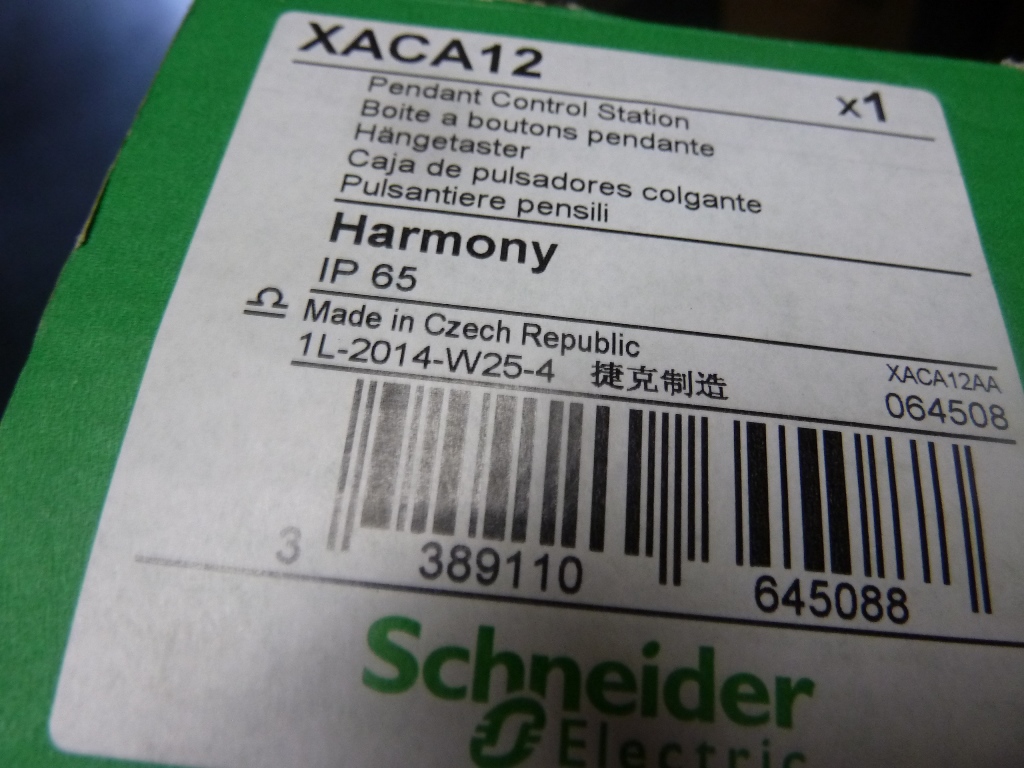 XACA12
x1
Pendant Control Station
Boite a boutons pendante
Hängetaster
Caja de pulsadores colgante
Pulsantiere pensili
Harmony
IP 65
Made in Czech Republic
1L-2014-W25-4 捷克制造
XACA12AA
064508
3 389110 645088
Schneider
Electric